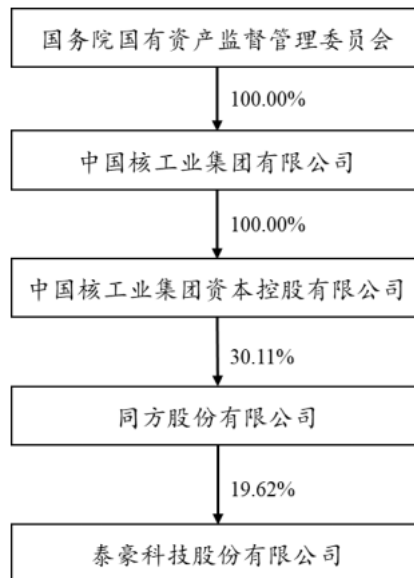 国务院国有资产监督管理委员会
100.00%
中国核工业集团有限公司
100.00%
中国核工业集团资本控股有限公司
30.11%
同方股份有限公司
19.62%
泰豪科技股份有限公司